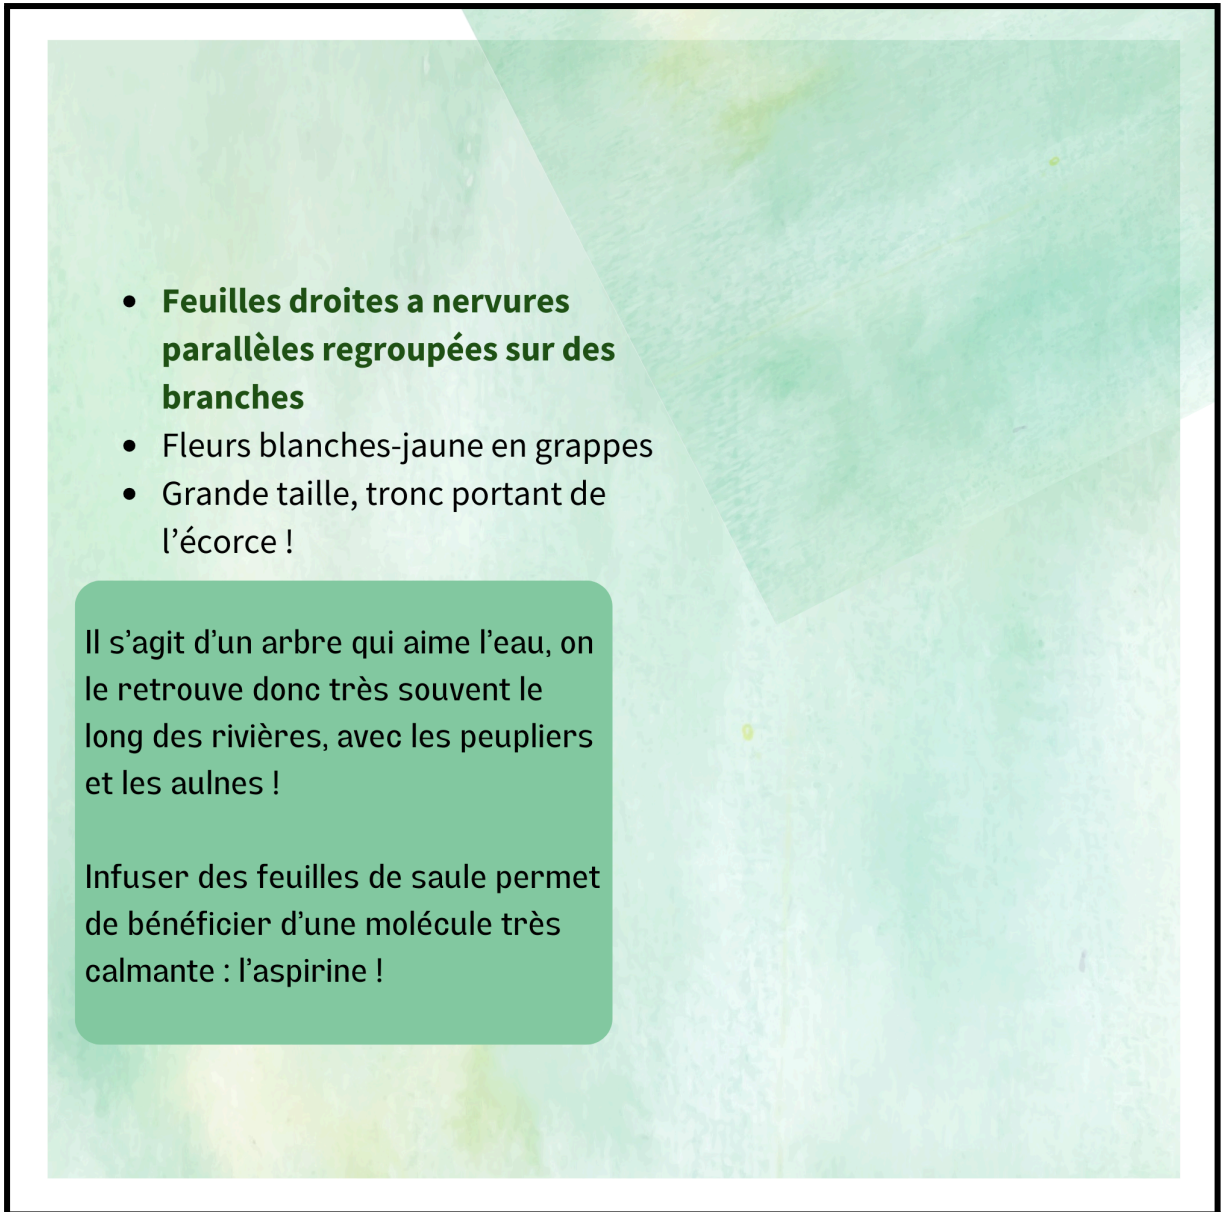 • Feuilles droites a nervures
parallèles regroupées sur des
branches
• Fleurs blanches-jaune en grappes
• Grande taille, tronc portant de
l’écorce !
Il s’agit d’un arbre qui aime l’eau, on
le retrouve donc très souvent le
long des rivières, avec les peupliers
et les aulnes !
Infuser des feuilles de saule permet
de bénéficier d’une molécule très
calmante : l’aspirine !